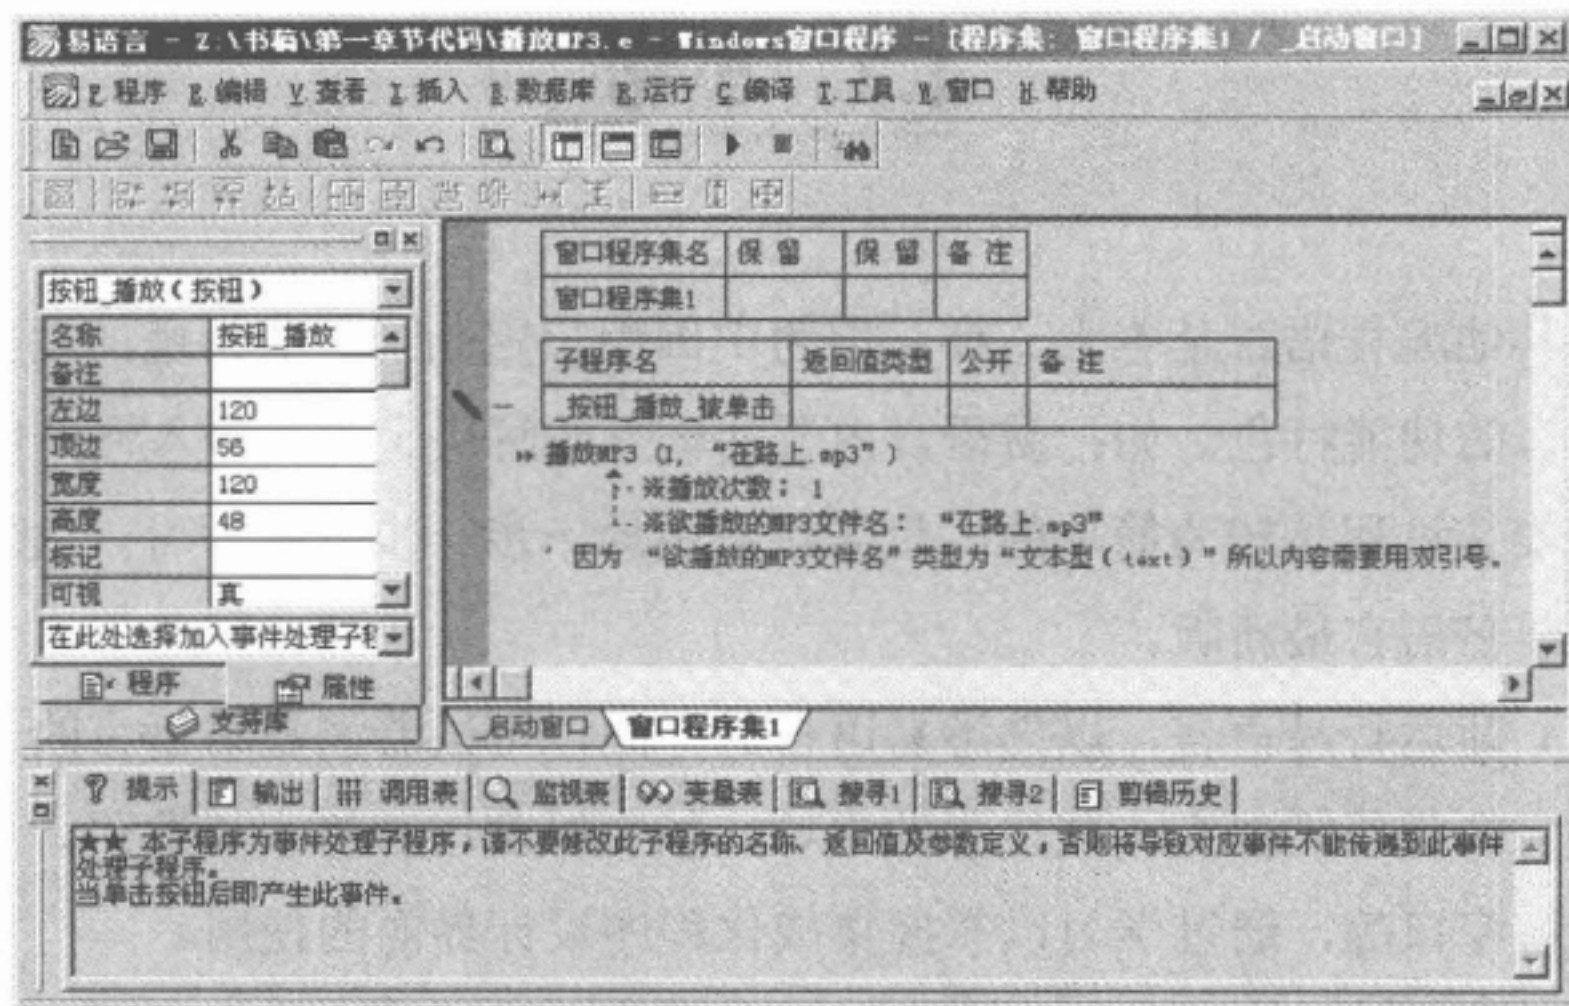 易语言 - Z:\书稿\第一章节代码\播放MP3.e - Windows窗口程序 - [程序集: 窗口程序集1 / _启动窗口]
P.程序 E.编辑 V.查看 I.插入 B.数据库 R.运行 C.编译 T.工具 W.窗口 H.帮助
按钮_播放(按钮)
名称 按钮_播放
备注
左边 120
顶边 56
宽度 120
高度 48
标记
可视 真
在此处选择加入事件处理子程
程序 属性
支持库
窗口程序集名 保 留 保 留 备 注
窗口程序集1
子程序名 返回值类型 公开 备 注
_按钮_播放_被单击
播放MP3 (1, “在路上.mp3”)
※播放次数: 1
※欲播放的MP3文件名: “在路上.mp3”
' 因为 “欲播放的MP3文件名”类型为“文本型(text)”所以内容需要用双引号。
_启动窗口 窗口程序集1
提示 输出 调用表 监视表 变量表 搜寻1 搜寻2 剪辑历史
★★ 本子程序为事件处理子程序,请不要修改此子程序的名称、返回值及参数定义,否则将导致对应事件不能传递到此事件
处理子程序。
当单击按钮后即产生此事件。